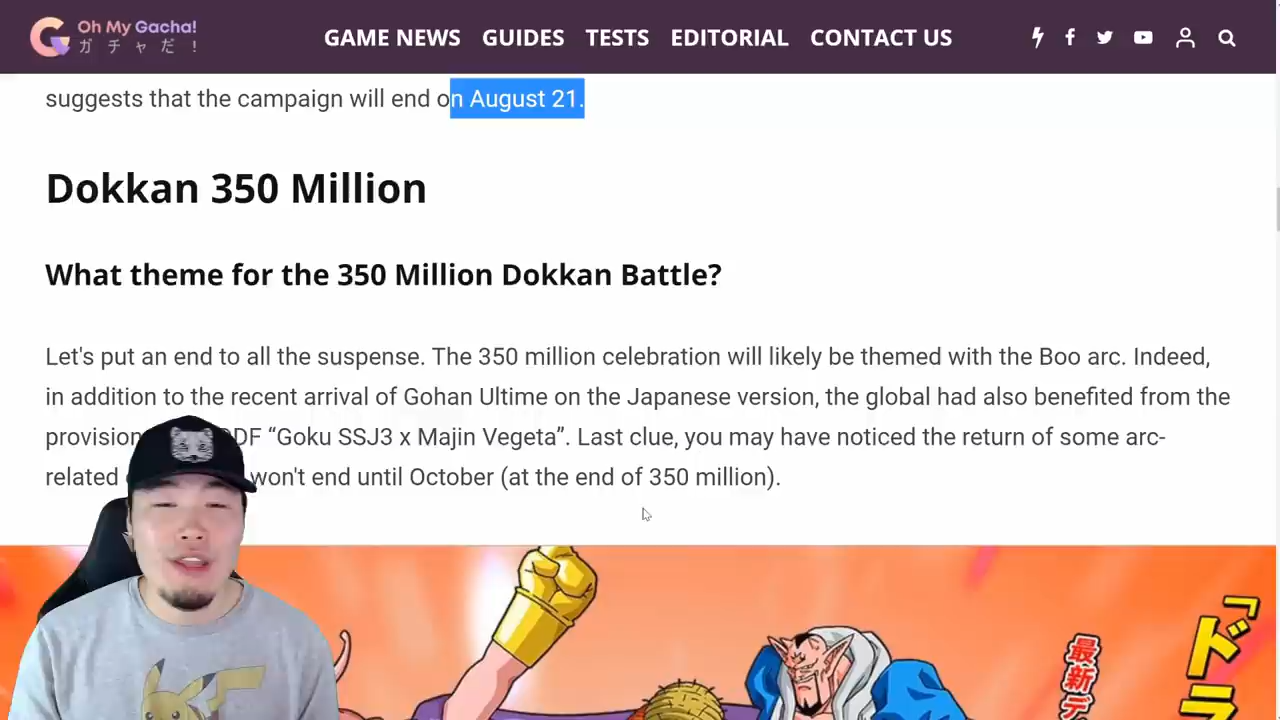 Oh My Gacha!
ガチャだ!
GAME NEWS GUIDES TESTS EDITORIAL CONTACT US
suggests that the campaign will end on August 21.
Dokkan 350 Million
What theme for the 350 Million Dokkan Battle?
Let's put an end to all the suspense. The 350 million celebration will likely be themed with the Boo arc. Indeed,
in addition to the recent arrival of Gohan Ultime on the Japanese version, the global had also benefited from the
provision DF “Goku SSJ3 x Majin Vegeta”. Last clue, you may have noticed the return of some arc-
related won't end until October (at the end of 350 million).
「ドラ
最新デ